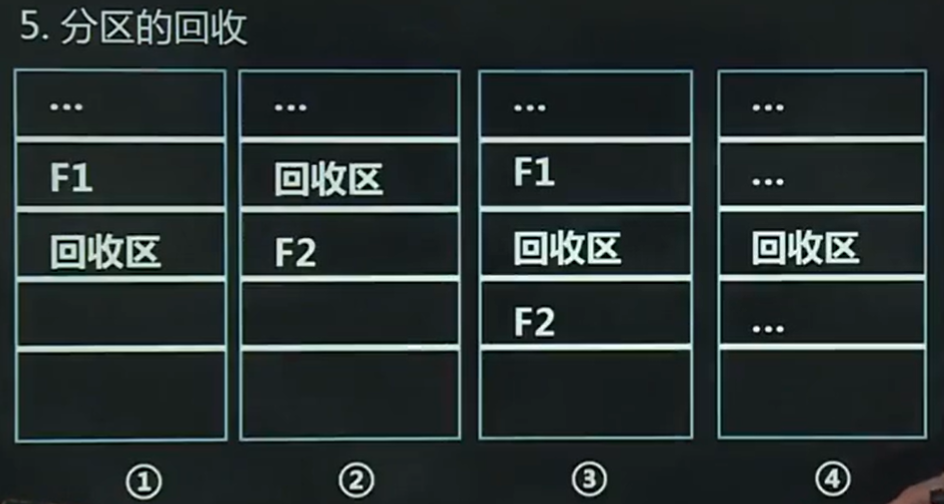 5. 分区的回收
... ... ... ...
F1 回收区 F1 ...
回收区 F2 回收区 回收区
F2 ...
① ② ③ ④